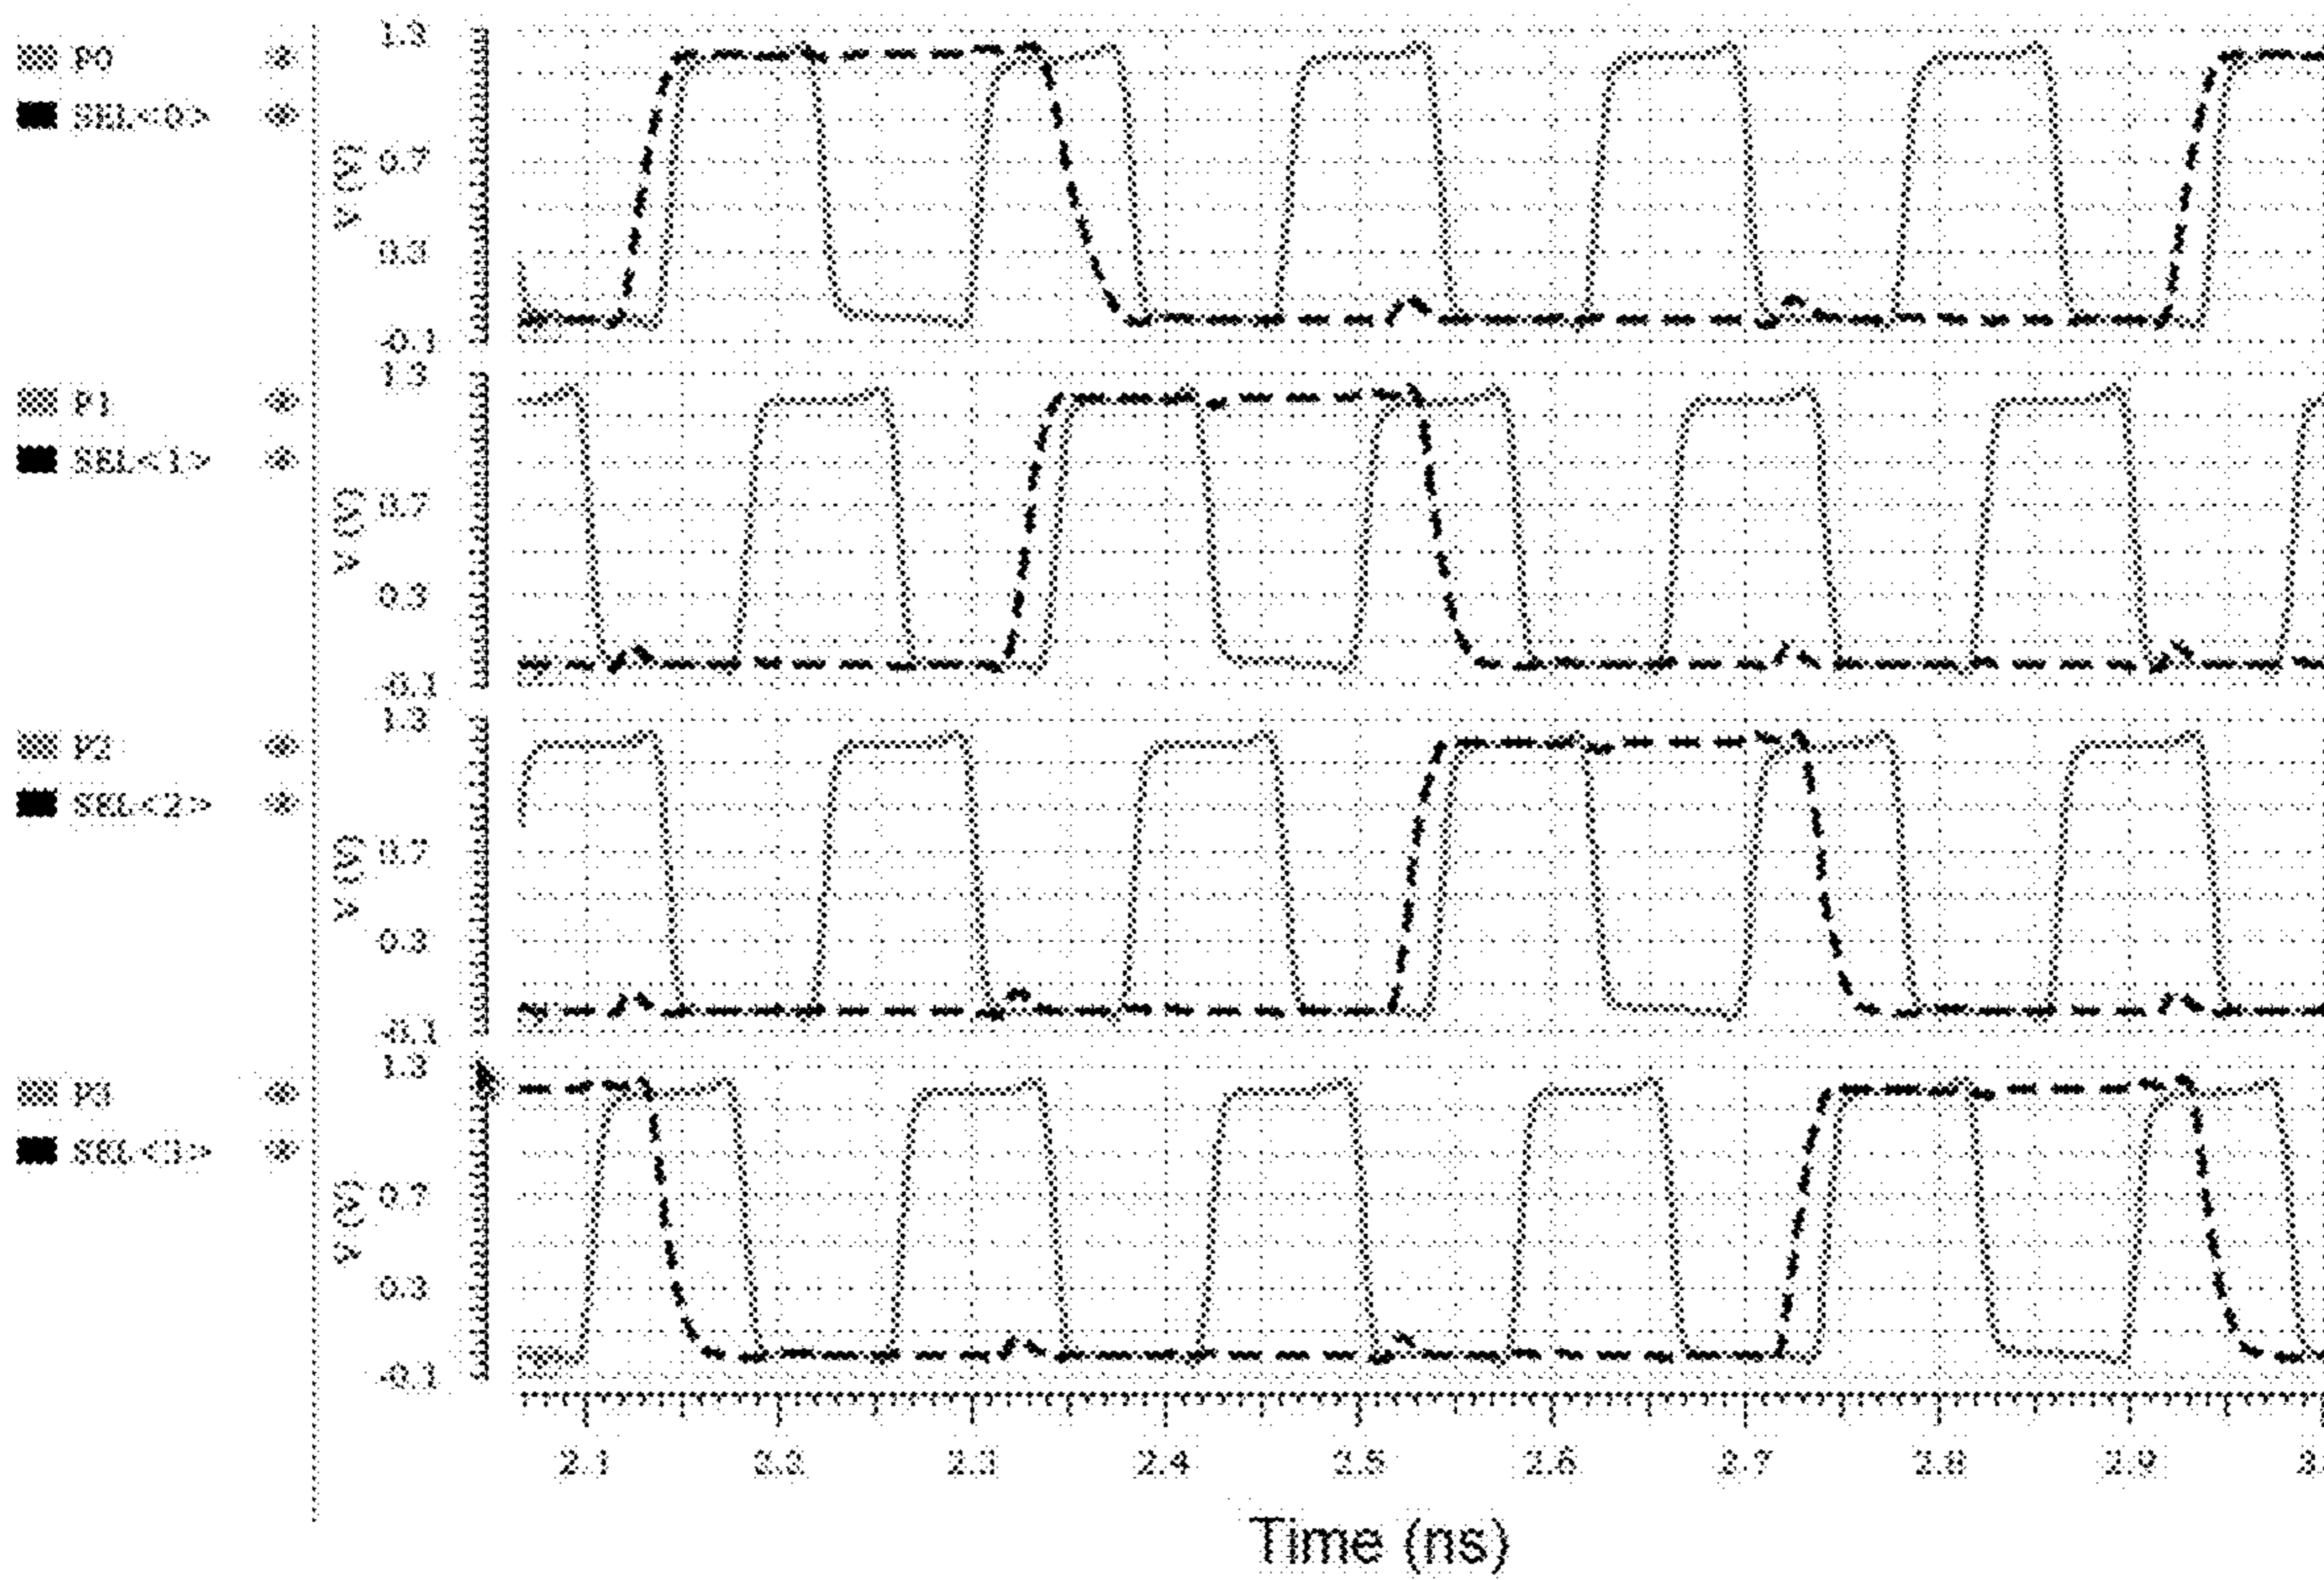 P0
SEL<0>
V (V)
1.3
0.7
0.3
-0.1
P1
SEL<1>
V (V)
1.3
0.7
0.3
-0.1
P2
SEL<2>
V (V)
1.3
0.7
0.3
-0.1
P3
SEL<3>
V (V)
1.3
0.7
0.3
-0.1
2.1 2.2 2.3 2.4 2.5 2.6 2.7 2.8 2.9
Time (ns)